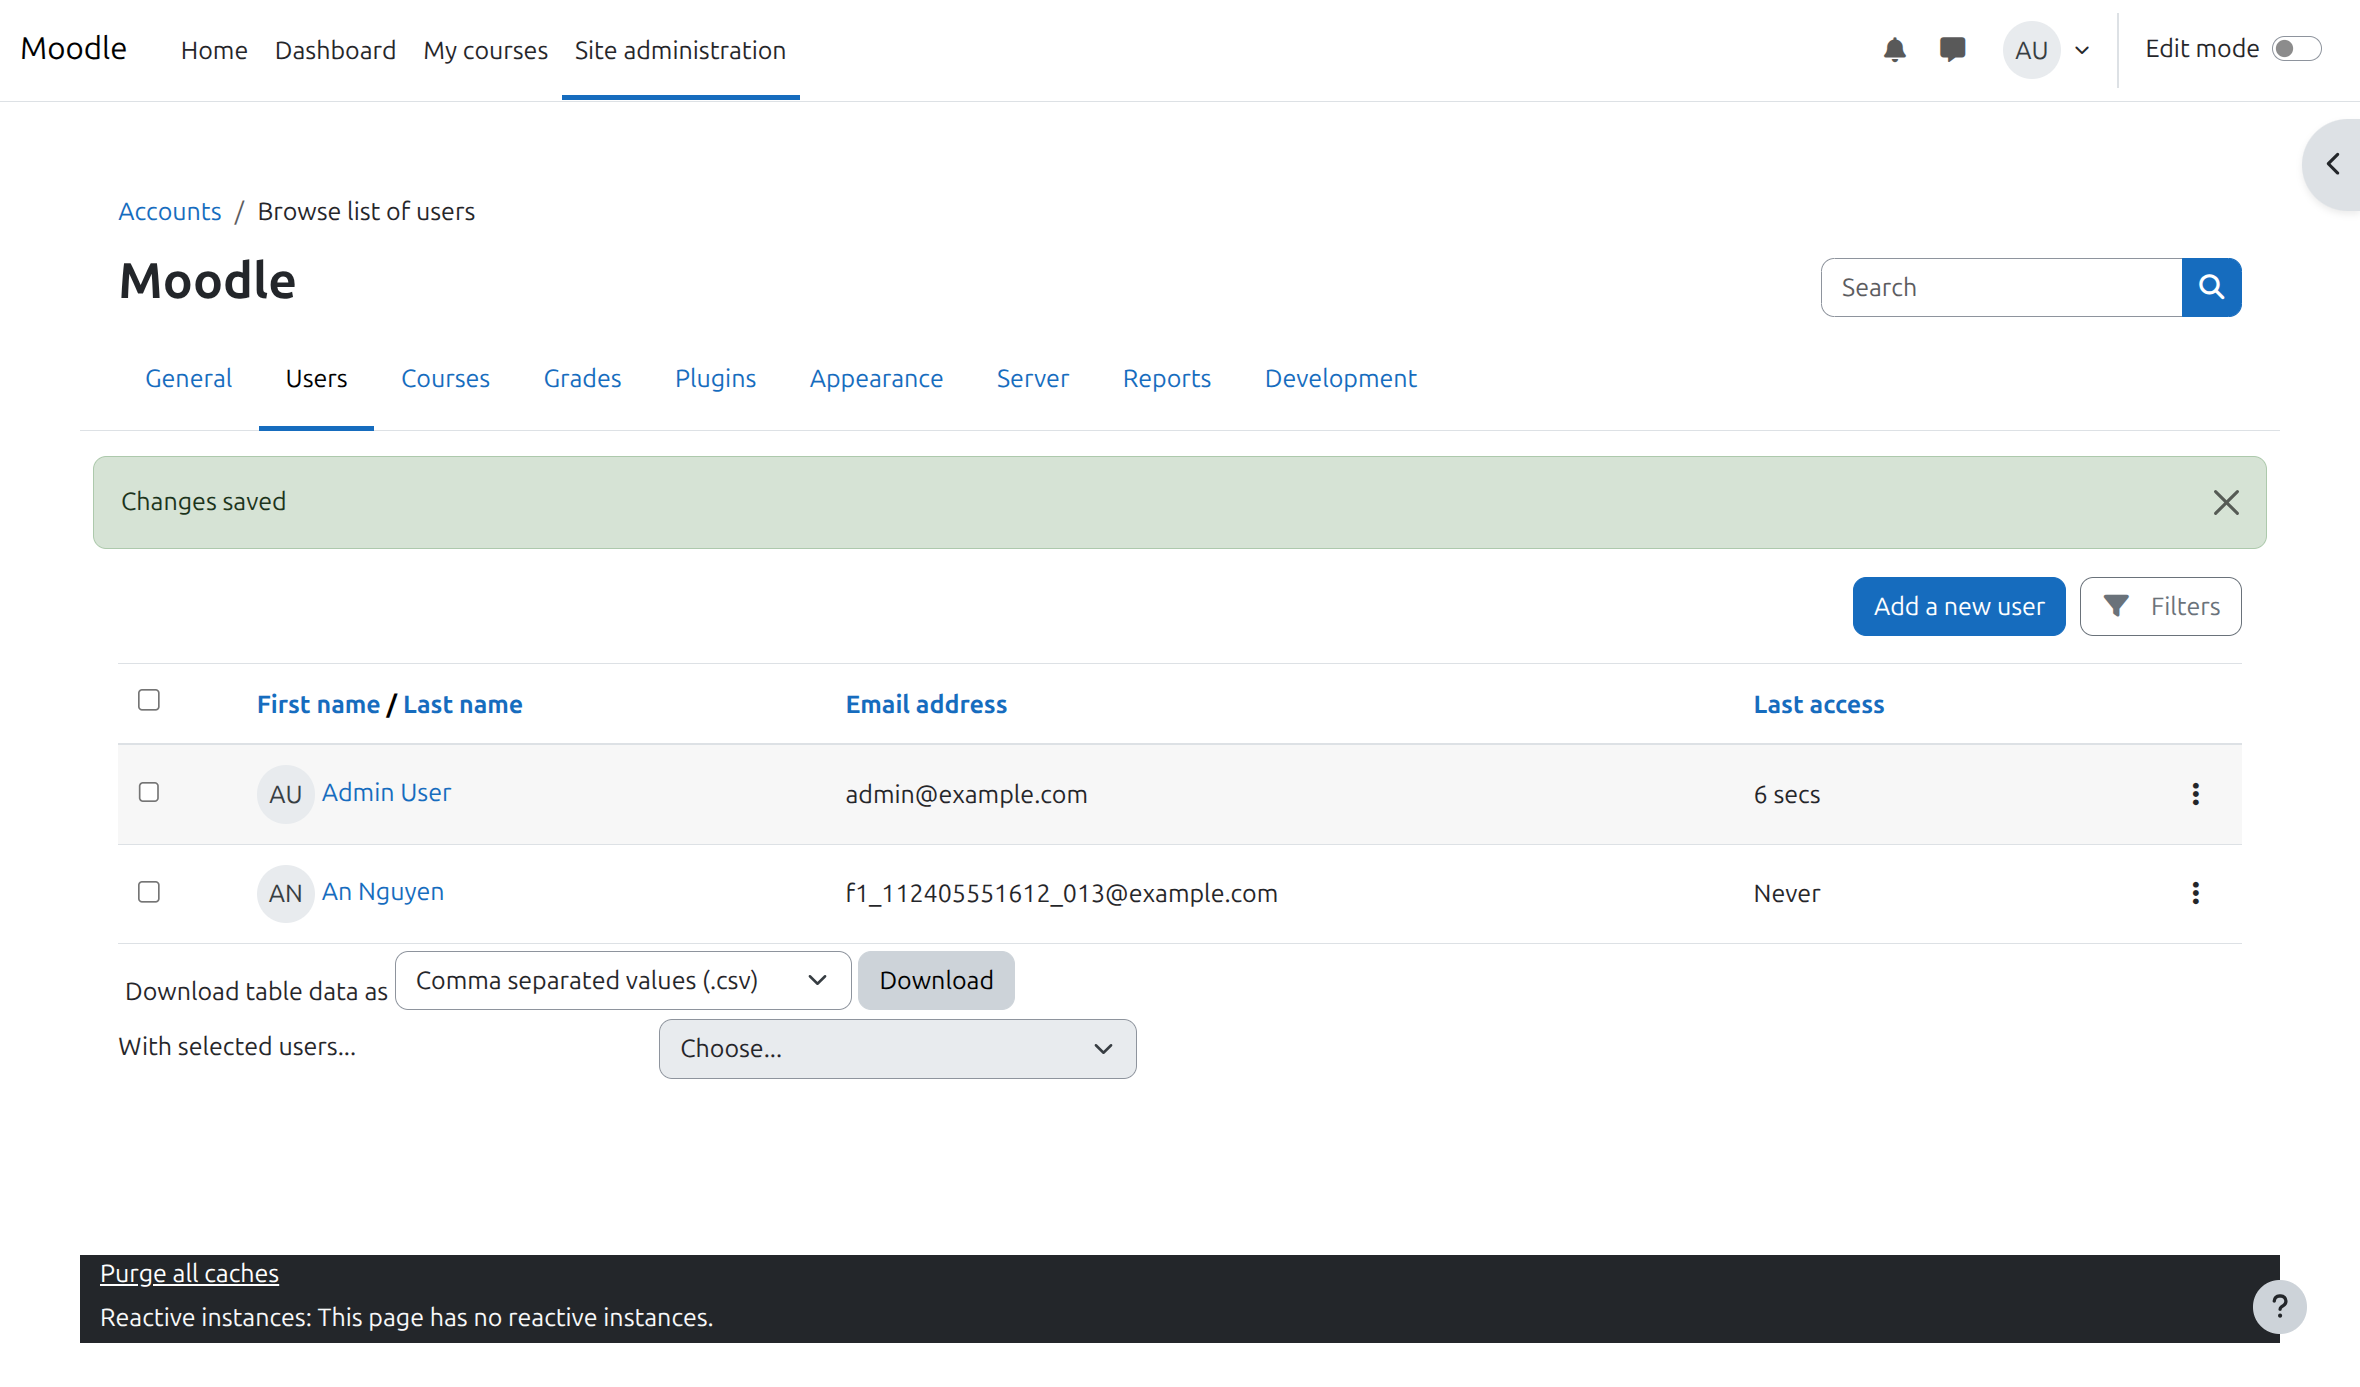 Moodle Home Dashboard My courses Site administration AU Edit mode
Accounts / Browse list of users
Moodle
Search
General Users Courses Grades Plugins Appearance Server Reports Development
Changes saved
Add a new user Filters
First name / Last name Email address Last access
AU Admin User admin@example.com 6 secs
AN An Nguyen f1_112405551612_013@example.com Never
Download table data as Comma separated values (.csv) Download
With selected users... Choose...
Purge all caches
Reactive instances: This page has no reactive instances.
?